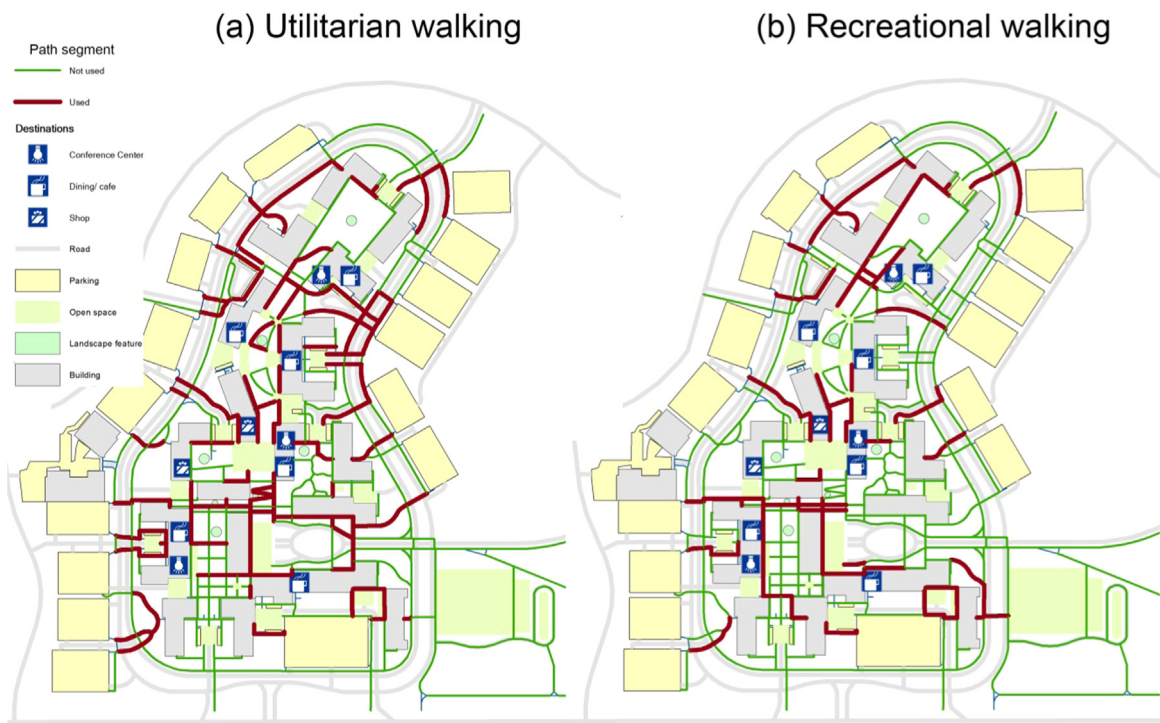 (a) Utilitarian walking
(b) Recreational walking
Path segment
Not used
Used
Destinations
Conference Center
Dining/ cafe
Shop
Road
Parking
Open space
Landscape feature
Building